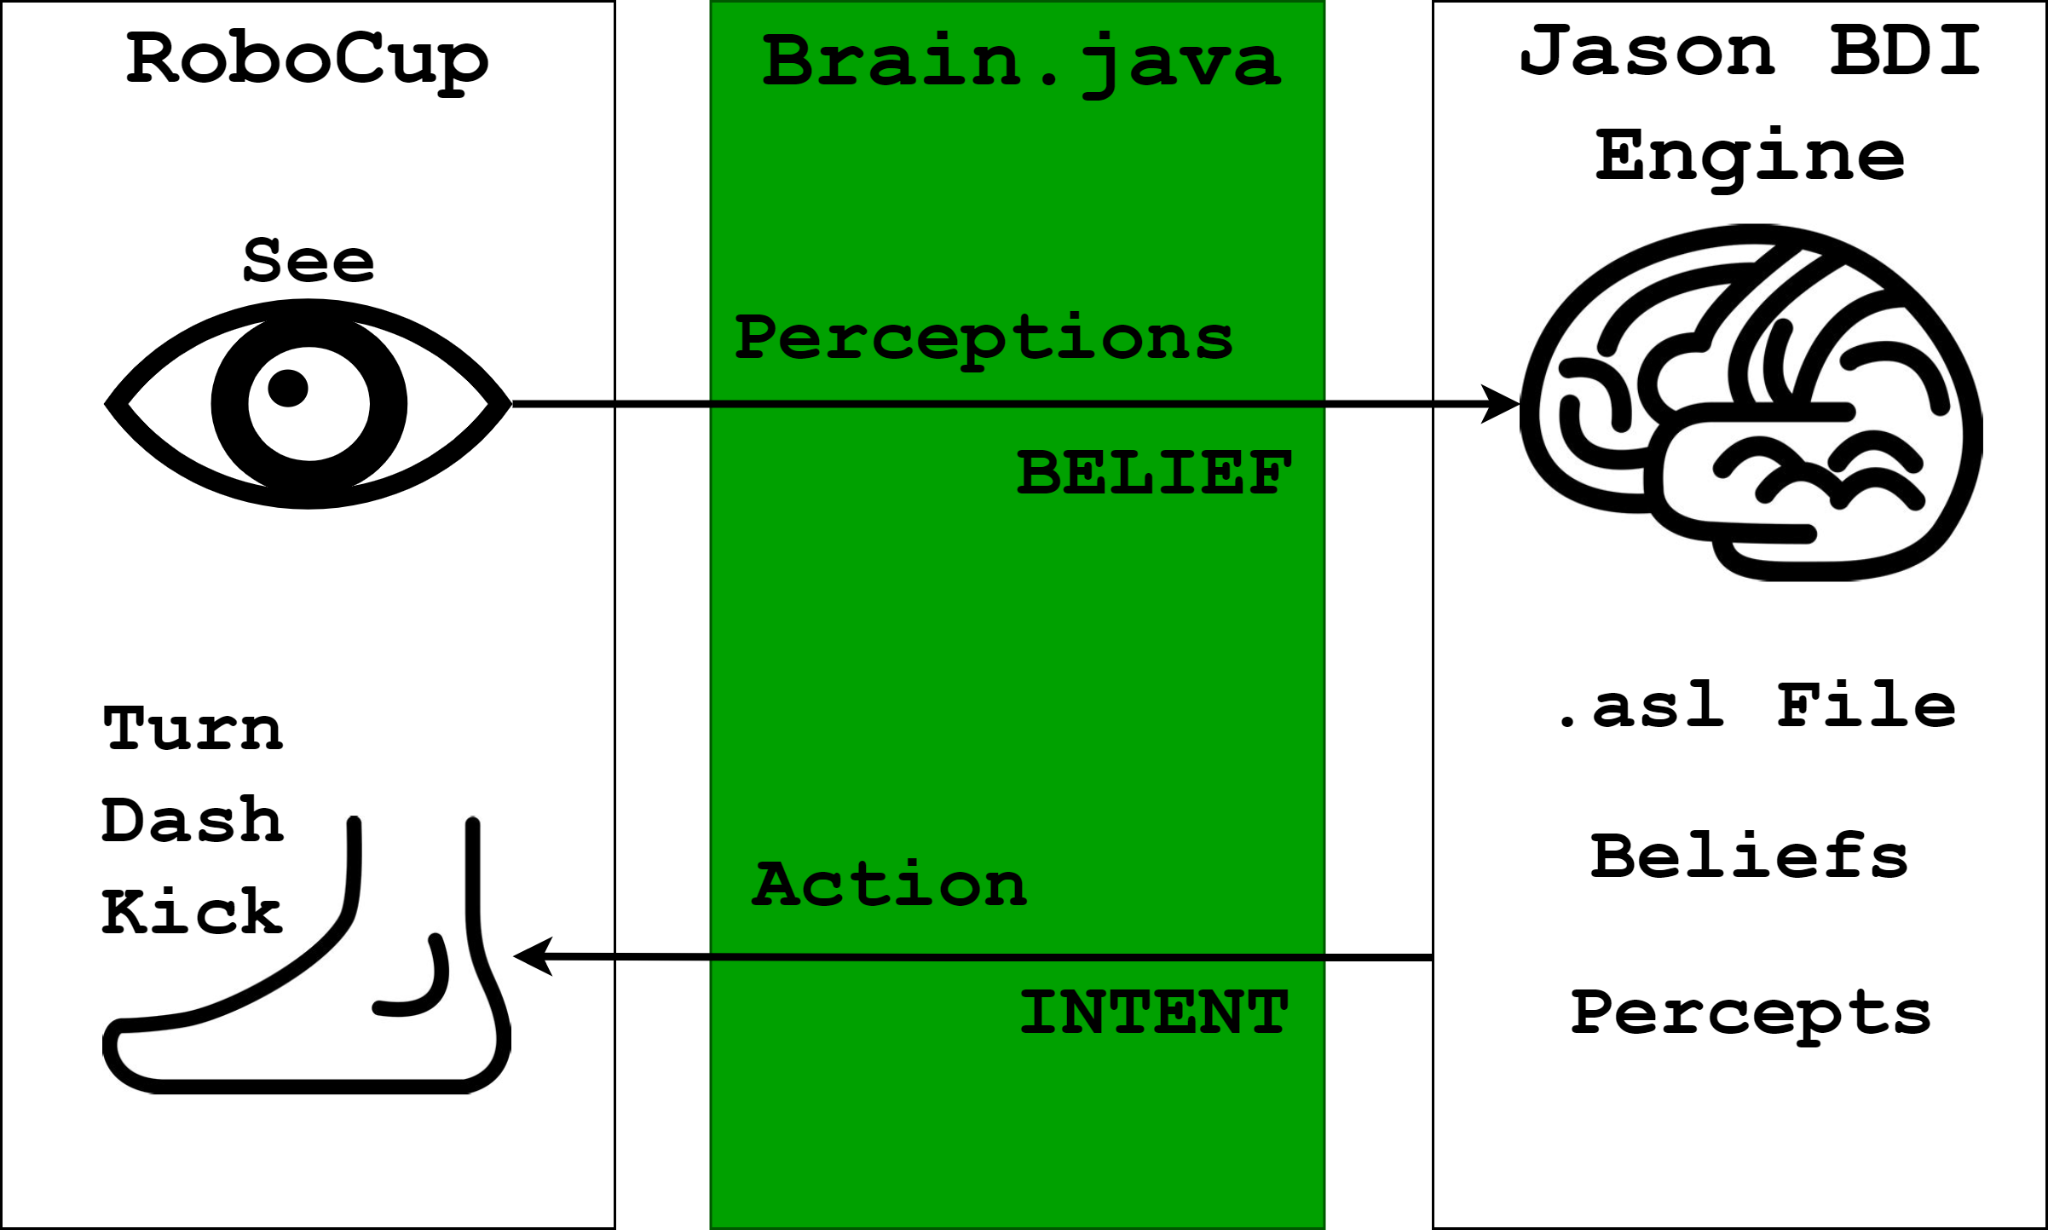 RoboCup
See
Turn
Dash
Kick
Brain.java
Perceptions
BELIEF
Action
INTENT
Jason BDI
Engine
.asl File
Beliefs
Percepts